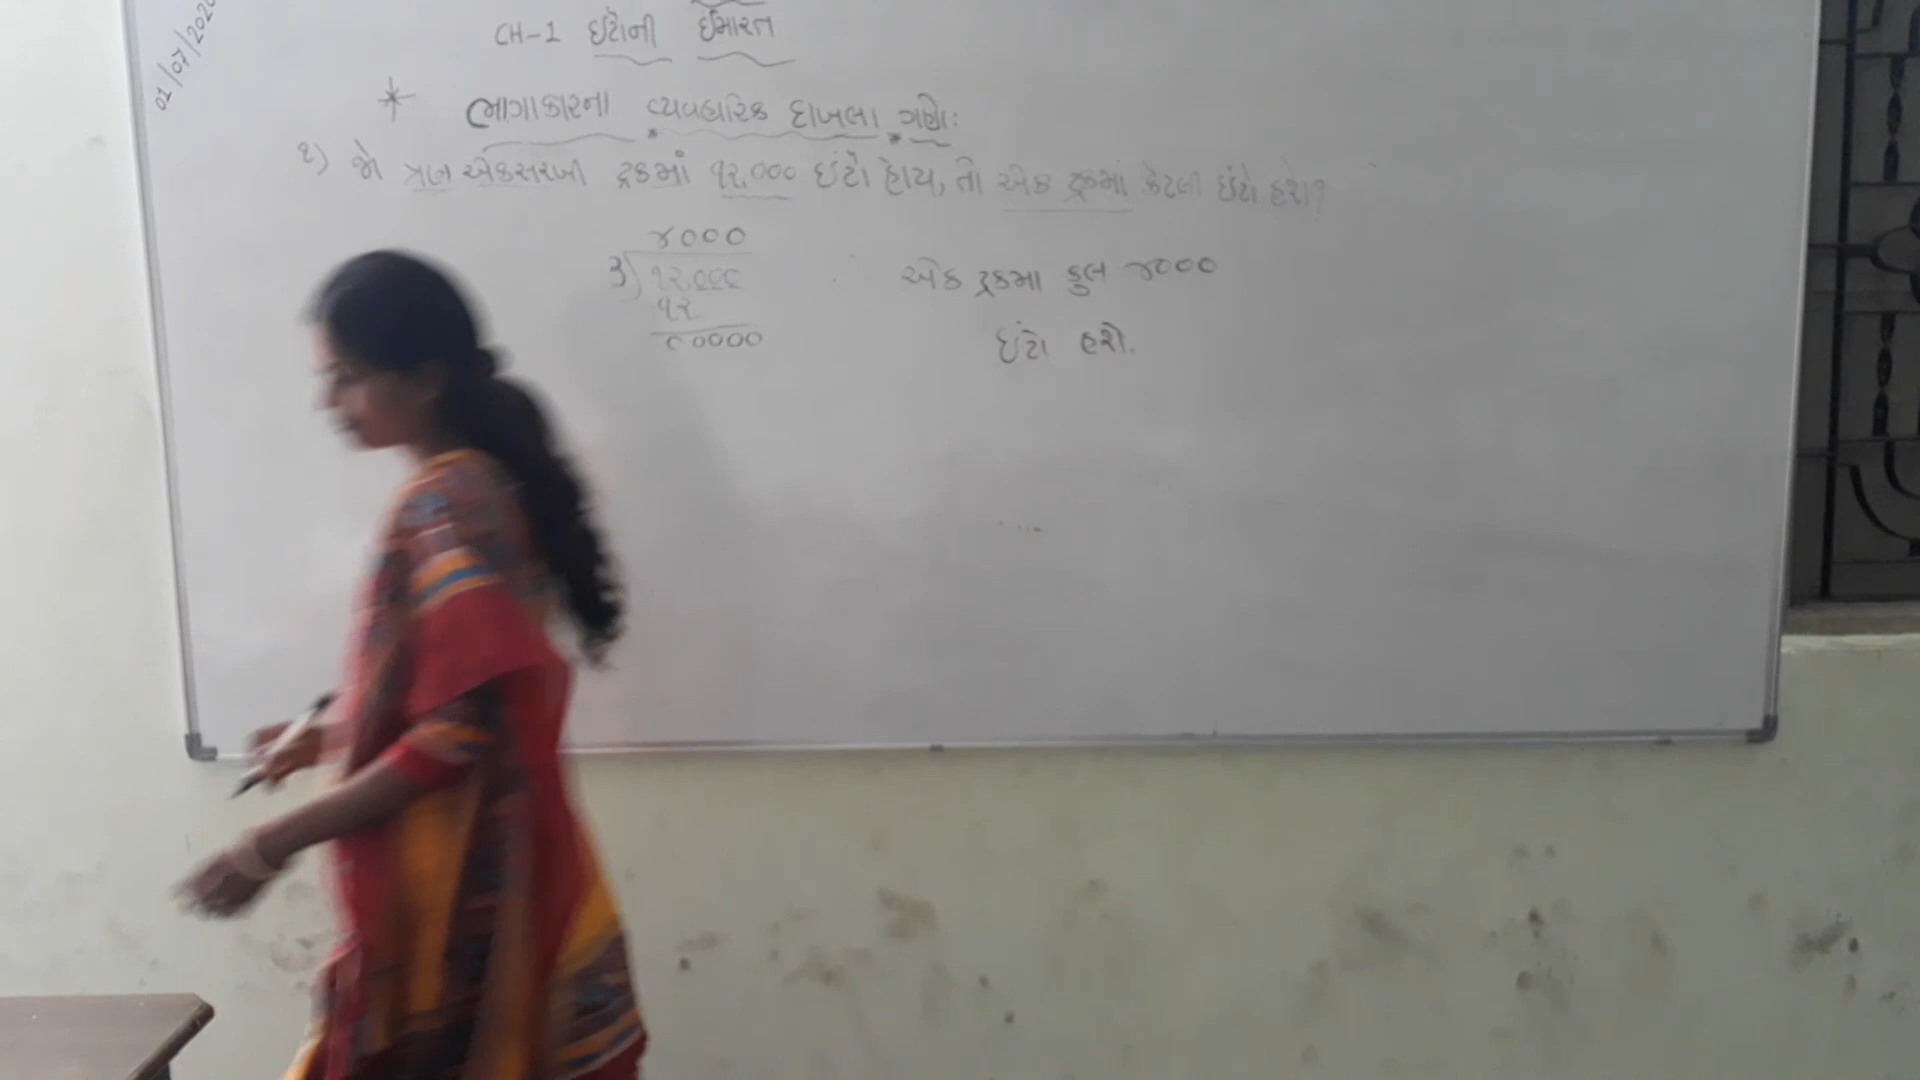 01/07/2020
CH-1 ઈંટોની ઈમારત
* ભાગાકારના વ્યવહારિક દાખલા ગણો:
૧) જો ત્રણ એકસરખી ટ્રકમાં ૧૨,૦૦૦ ઇંટો હોય, તો એક ટ્રકમાં કેટલી ઇંટો હશે?
૪૦૦૦
૩) ૧૨,૦૦૦
૧૨
૦૦૦૦૦
એક ટ્રકમા કુલ ૪૦૦૦
ઇંટો હશે.